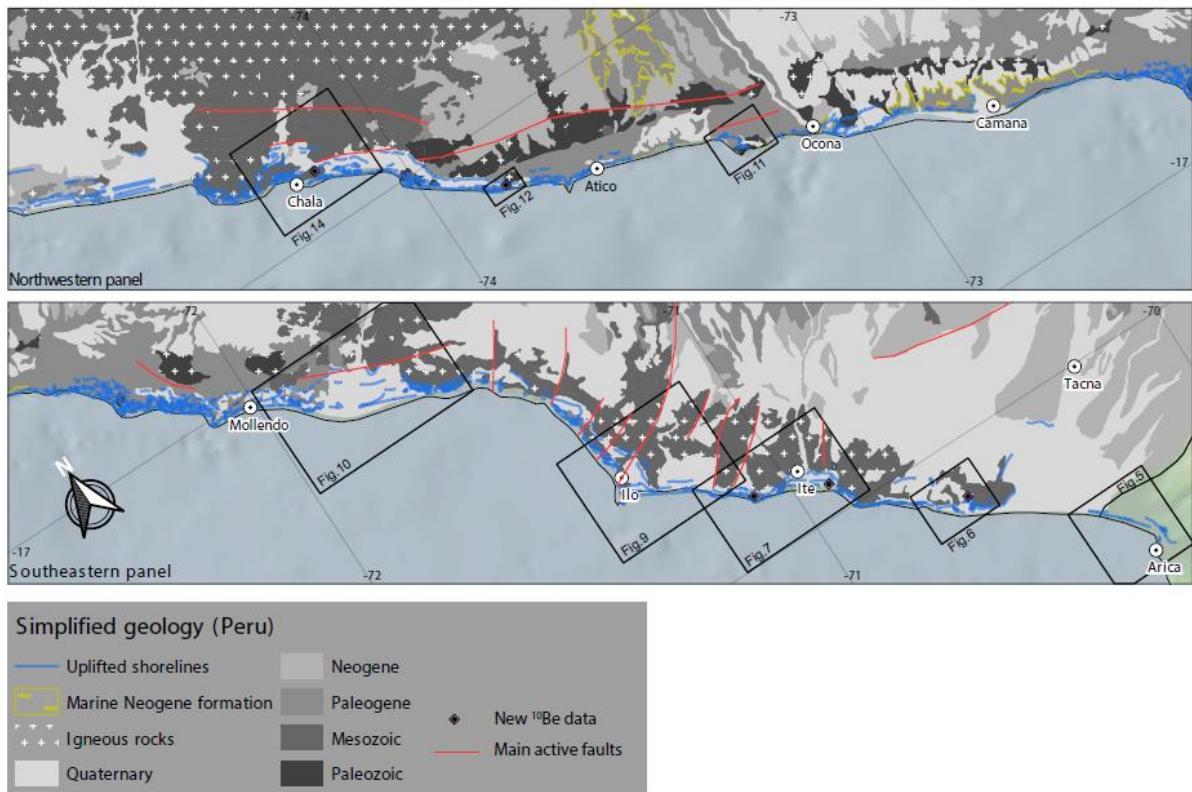 -74
-73
Camana
Ocona
-17
Fig.11
Atico
Fig.12
Chala
Fig.14
-74
-73
Northwestern panel
-72
-71
-70
Tacna
Mollendo
Fig.10
Ilo
Ite
Fig.5
N
Fig.9
Fig.7
Fig.6
-17
-72
-71
Arica
Southeastern panel
Simplified geology (Peru)
Uplifted shorelines
Marine Neogene formation
Igneous rocks
Quaternary
Neogene
Paleogene
Mesozoic
Paleozoic
New ¹⁰Be data
Main active faults